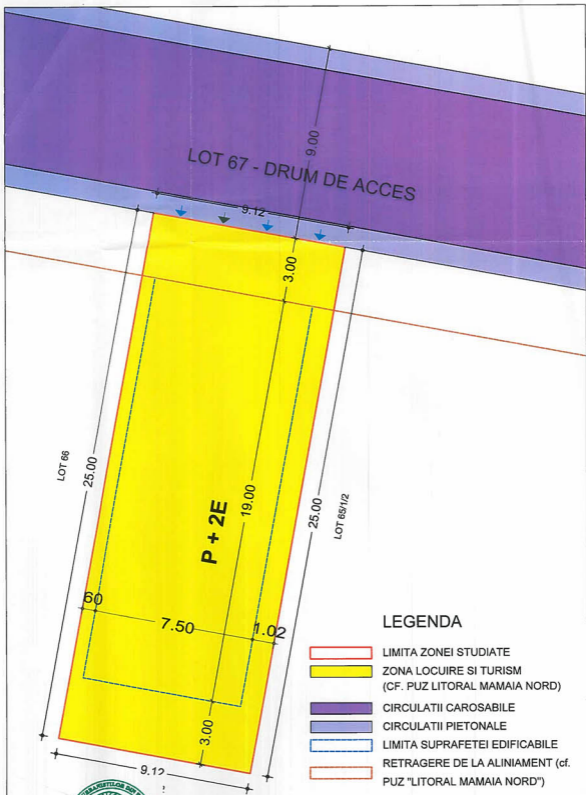 9.00
LOT 67 - DRUM DE ACCES
9.12
3.00
LOT 66
25.00
P + 2E
19.00
25.00
LOT 65/1/2
60
7.50
1.02
3.00
9.12
LEGENDA
LIMITA ZONEI STUDIATE
ZONA LOCUIRE SI TURISM
(CF. PUZ LITORAL MAMAIA NORD)
CIRCULATII CAROSABILE
CIRCULATII PIETONALE
LIMITA SUPRAFETEI EDIFICABILE
RETRAGERE DE LA ALINIAMENT (cf.
PUZ "LITORAL MAMAIA NORD")